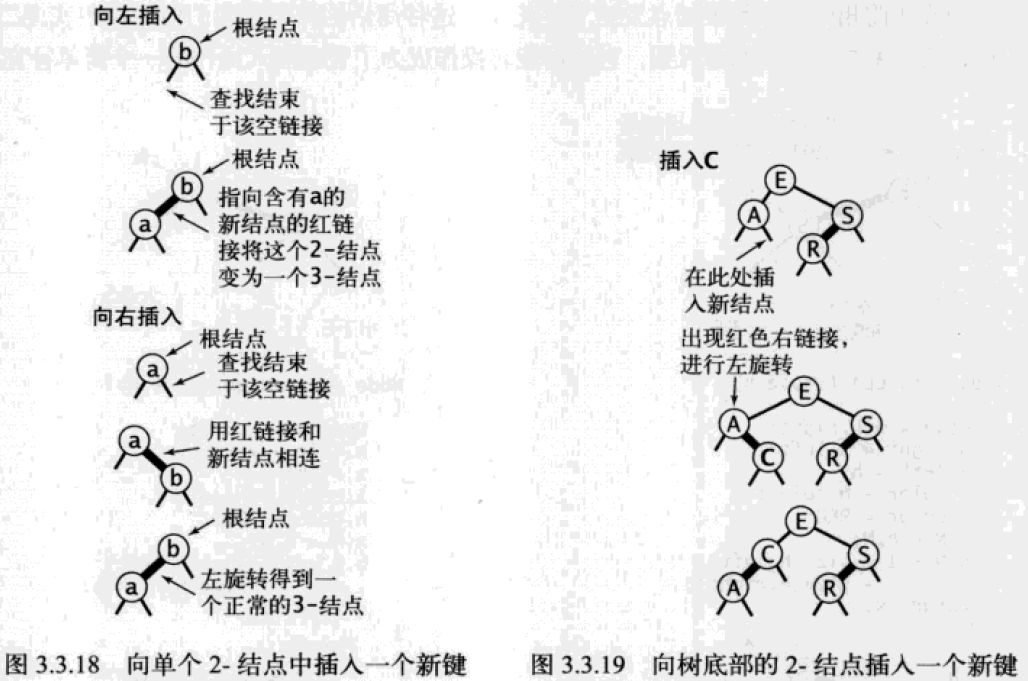 向左插入
根结点
b
查找结束
于该空链接
根结点
b
a
指向含有a的
新结点的红链
接将这个2-结点
变为一个3-结点
向右插入
根结点
a
查找结束
于该空链接
a
用红链接和
新结点相连
b
根结点
b
a
左旋转得到一
个正常的3-结点
图 3.3.18 向单个 2- 结点中插入一个新键
插入C
E
A
S
R
在此处插
入新结点
出现红色右链接,
进行左旋转
E
A
S
C
R
E
C
S
A
R
图 3.3.19 向树底部的 2- 结点插入一个新键